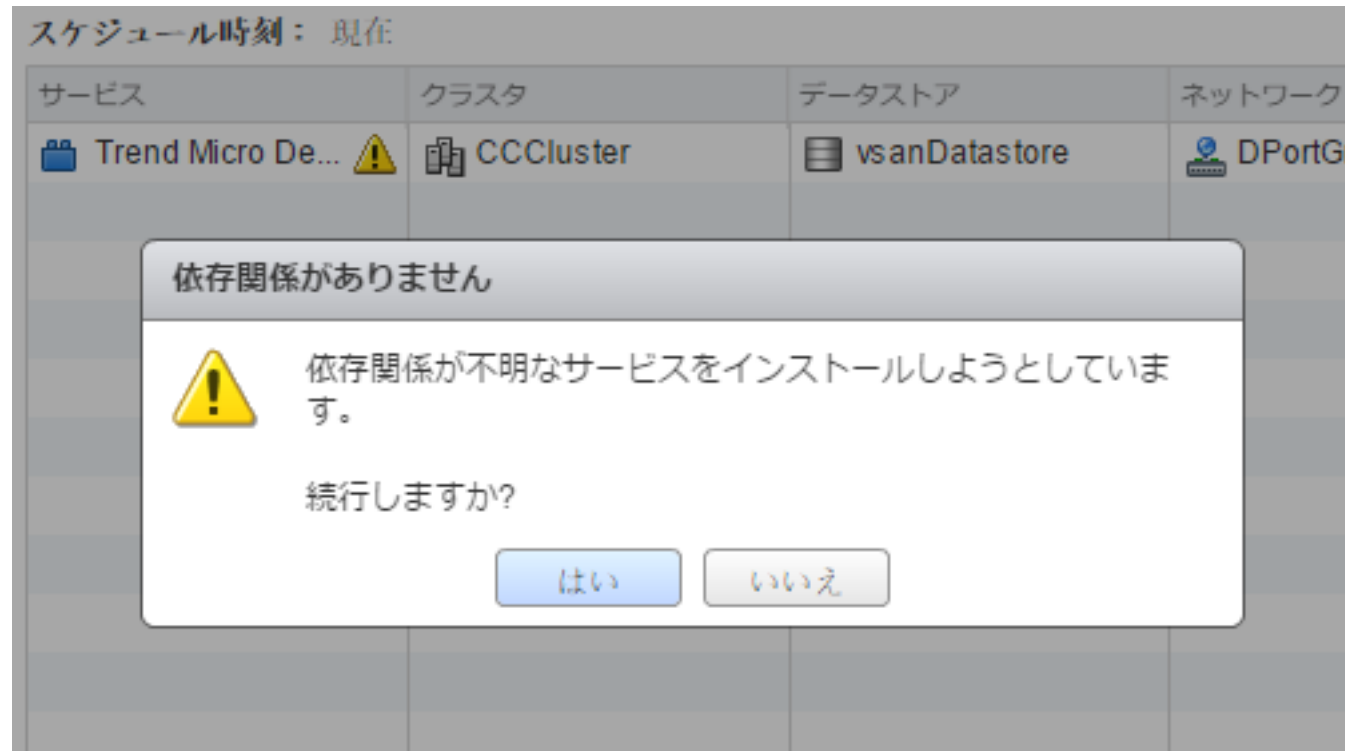 スケジュール時刻： 現在
サービス クラスタ データストア ネットワーク
Trend Micro De... CCCluster vsanDatastore DPortG
依存関係がありません
依存関係が不明なサービスをインストールしようとしていま
す。
続行しますか?
はい いいえ